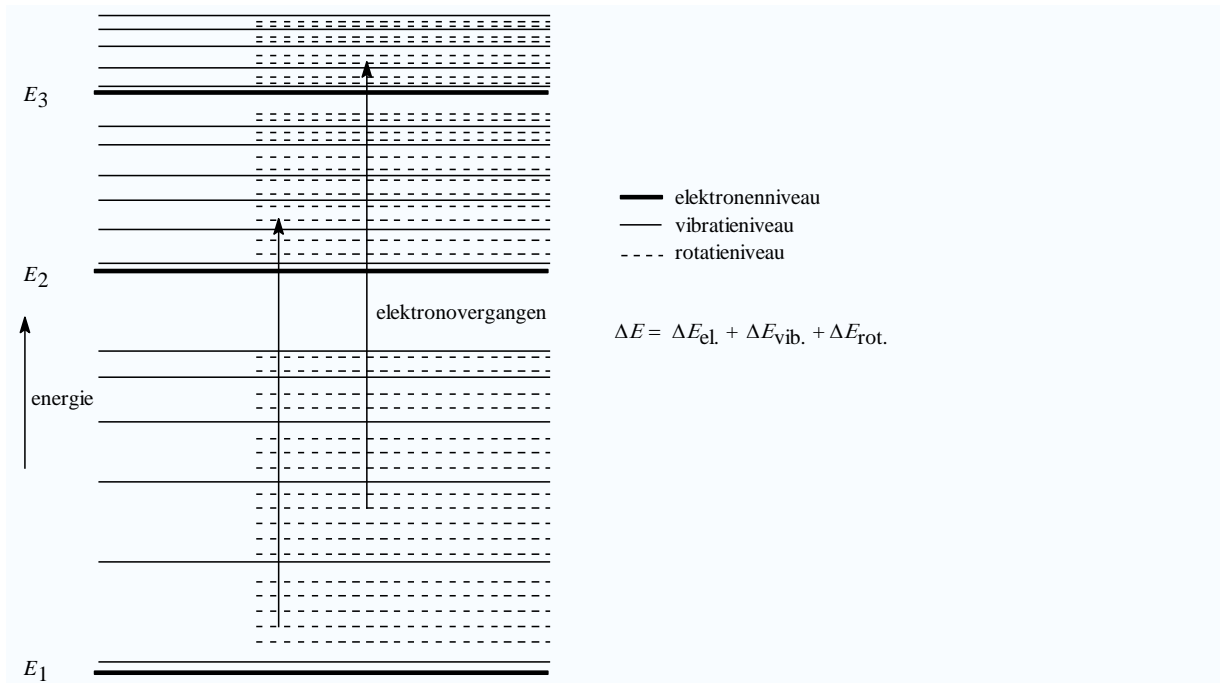 E3
elektronenniveau
vibratieniveau
rotatieniveau
E2
elektronovergangen
ΔE = ΔEel. + ΔEvib. + ΔErot.
energie
E1